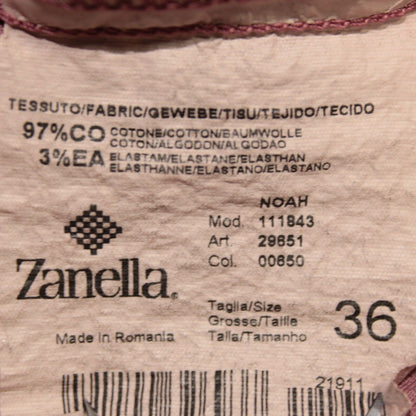 TESSUTO/FABRIC/GEWEBE/TISU/TEJIDO/TECIDO
97%CO COTONE/COTTON/BAUMWOLLE
COTON/ALGODON/ALGODAO
3%EA ELASTAM/ELASTANE/ELASTHAN
ELASTHANNE/ELASTANO/ELASTANO
NOAH
Mod. 111843
Art. 29651
Col. 00650
Zanella®
Taglia/Size
Grosse/Taille
Talla/Tamanho
36
Made in Romania
21911